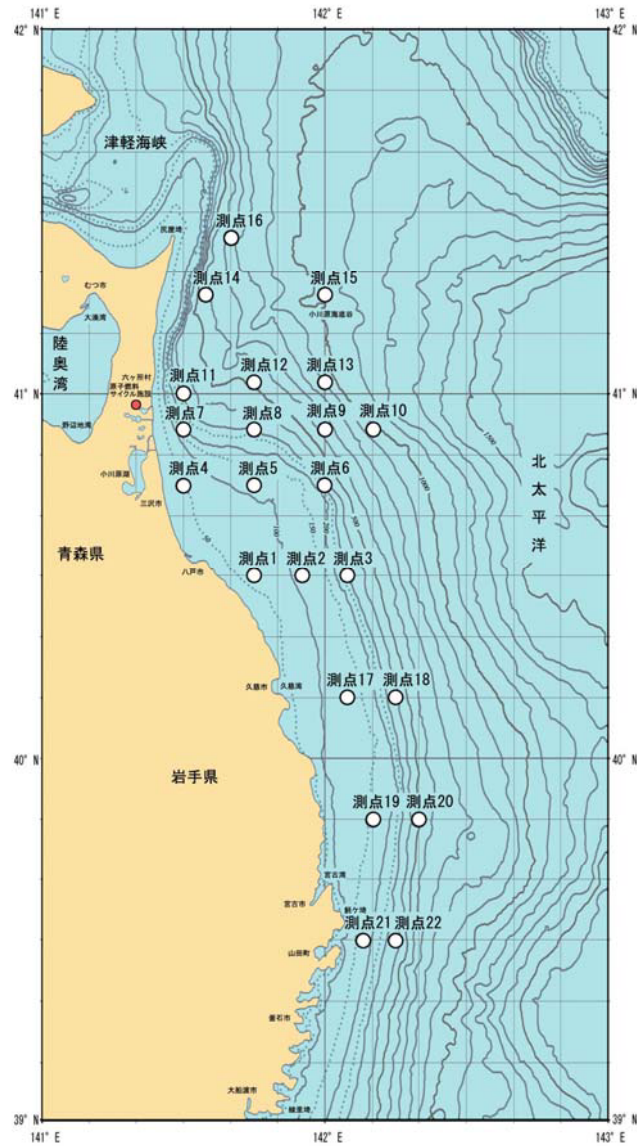 141° E
142° E
143° E
42° N
42° N
津軽海峡
測点16
尻屋埼
測点14
測点15
むつ市
大湊湾
小川原海底谷
陸奥湾
測点12
測点13
六ヶ所村
原子燃料
サイクル施設
測点11
41° N
41° N
測点7
測点8
測点9
測点10
野辺地湾
1500
1000
小川原湖
測点4
測点5
測点6
三沢市
北太平洋
500
200
150
100
50
青森県
八戸市
測点1
測点2
測点3
測点17
測点18
久慈市
久慈湾
40° N
40° N
岩手県
測点19
測点20
宮古湾
宮古市
測点21
測点22
山田町
釜石市
大船渡市
綾里埼
39° N
39° N
141° E
142° E
143° E